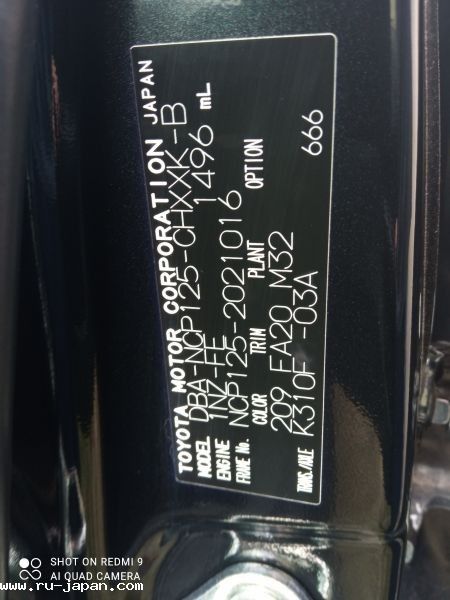 TOYOTA MOTOR CORPORATION JAPAN
MODEL DBA-NCP125-CHXXK-B
ENGINE 1NZ-FE 1496 mL
FRAME No. NCP125-2021016
COLOR TRIM PLANT OPTION
209 FA20 M32
TRANS./AXLE K310F -03A 666
SHOT ON REDMI 9
AI QUAD CAMERA
www.ru-japan.com